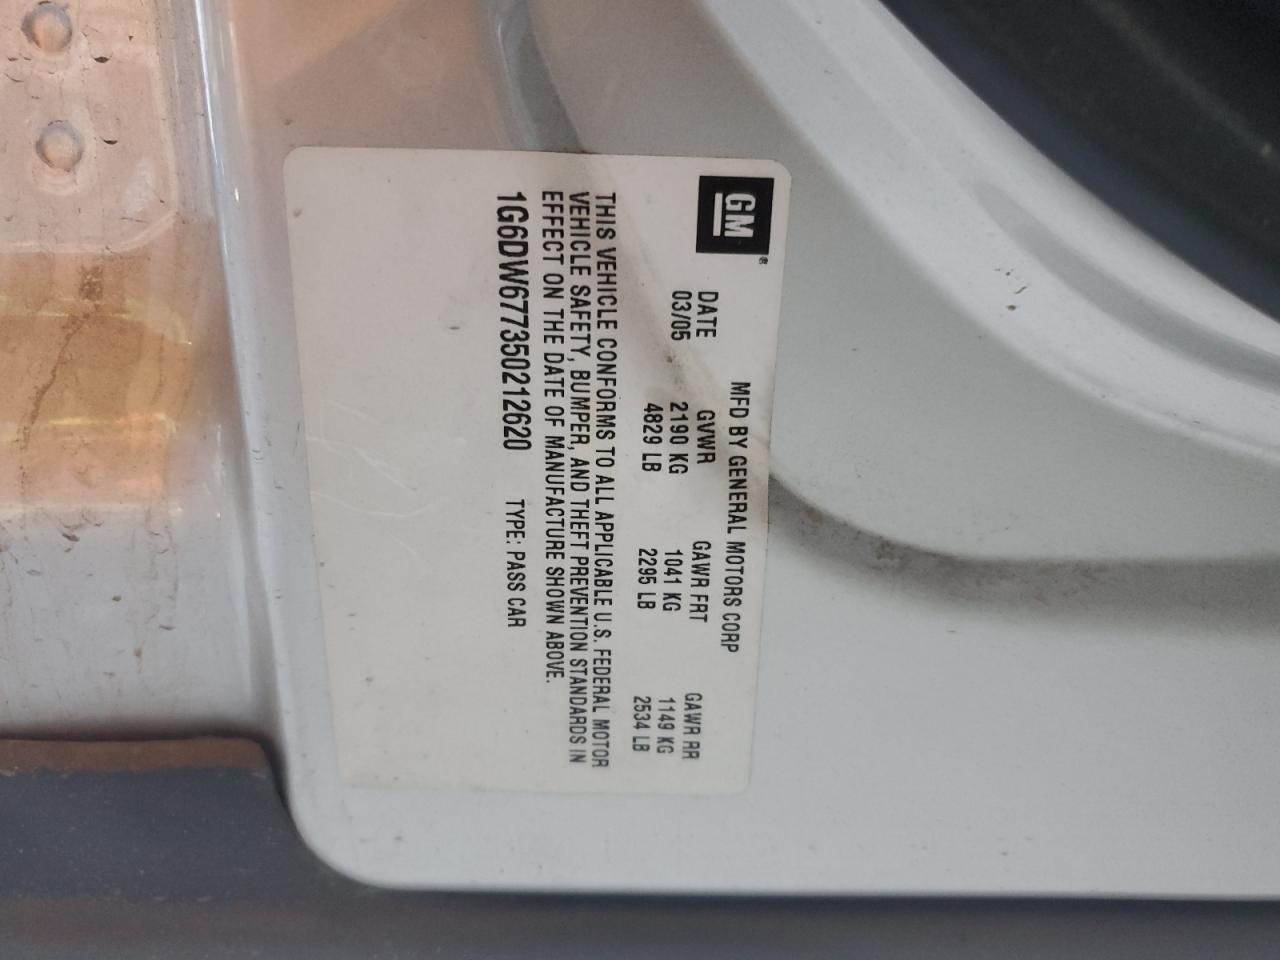 GM®
MFD BY GENERAL MOTORS CORP
DATE GVWR GAWR FRT GAWR RR
03/05 2190 KG 1041 KG 1149 KG
4829 LB 2295 LB 2534 LB
THIS VEHICLE CONFORMS TO ALL APPLICABLE U.S. FEDERAL MOTOR
VEHICLE SAFETY, BUMPER, AND THEFT PREVENTION STANDARDS IN
EFFECT ON THE DATE OF MANUFACTURE SHOWN ABOVE.
1G6DW677350212620 TYPE: PASS CAR